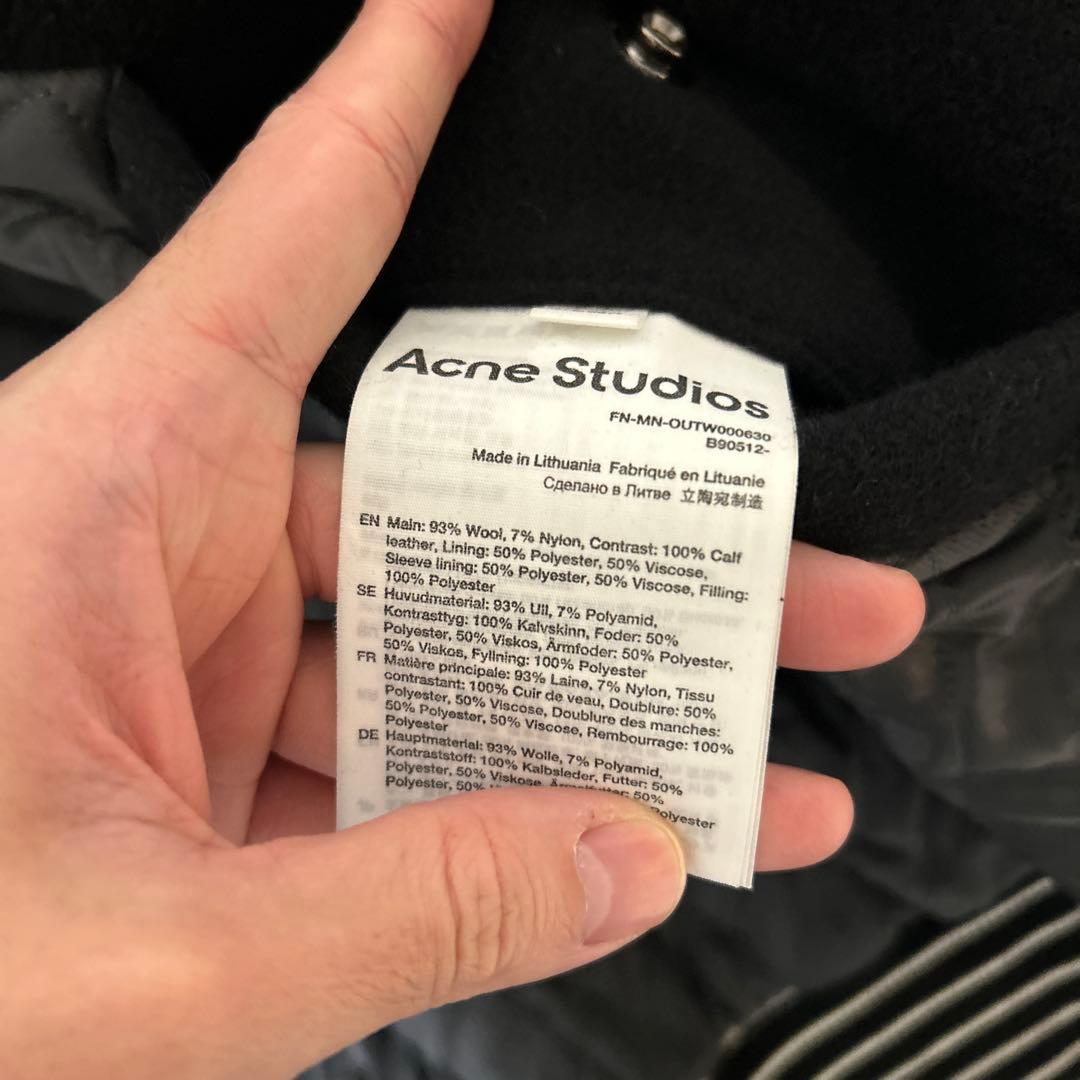 Acne Studios
FN-MN-OUTW000630
B90512-
Made in Lithuania Fabriqué en Lituanie
Сделано в Литве 立陶宛制造
EN Main: 93% Wool, 7% Nylon, Contrast: 100% Calf
leather, Lining: 50% Polyester, 50% Viscose,
Sleeve lining: 50% Polyester, 50% Viscose, Filling:
100% Polyester
SE Huvudmaterial: 93% Ull, 7% Polyamid,
Kontrasttyg: 100% Kalvskinn, Foder: 50%
Polyester, 50% Viskos, Ärmfoder: 50% Polyester,
50% Viskos, Fyllning: 100% Polyester
FR Matière principale: 93% Laine, 7% Nylon, Tissu
contrastant: 100% Cuir de veau, Doublure: 50%
Polyester, 50% Viscose, Doublure des manches:
50% Polyester, 50% Viscose, Rembourrage: 100%
Polyester
DE Hauptmaterial: 93% Wolle, 7% Polyamid,
Kontraststoff: 100% Kalbsleder, Futter: 50%
Polyester, 50% Viskose, Ärmelfutter: 50%
Polyester, 50% Polyester